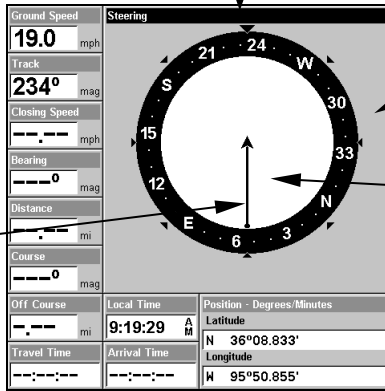 Ground Speed
19.0 mph
Track
234º mag
Closing Speed
--.-- mph
Bearing
---º mag
Distance
--.-- mi
Course
---º mag
Off Course
-.-- mi
Travel Time
--:--:--
Steering
21 24 W 30 33 N 3 6 E 12 15 S
Local Time
9:19:29 AM
Arrival Time
--:--:--
Position - Degrees/Minutes
Latitude
N 36º08.833'
Longitude
W 95º50.855'